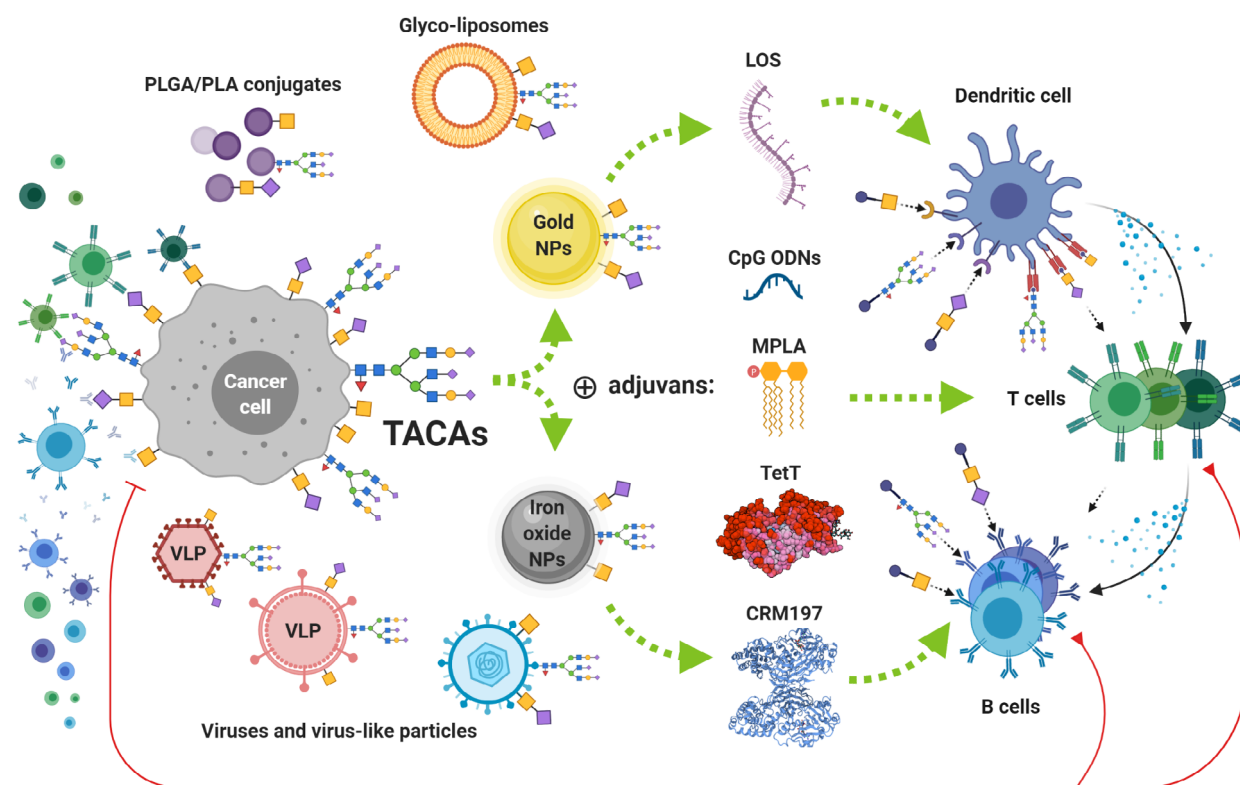 Glyco-liposomes
PLGA/PLA conjugates
LOS
Dendritic cell
Gold
NPs
CpG ODNs
MPLA
P
Cancer
cell
TACAs
⊕ adjuvans:
T cells
TetT
Iron
oxide
NPs
VLP
VLP
CRM197
Viruses and virus-like particles
B cells